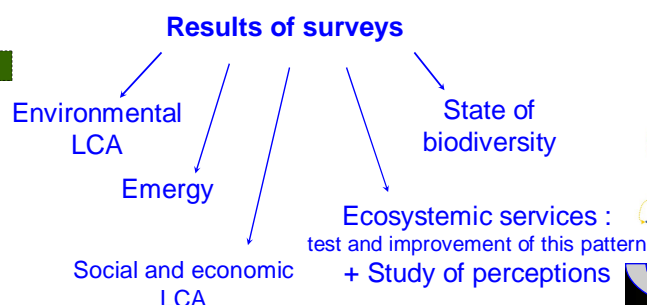 Results of surveys
Environmental
LCA
State of
biodiversity
Emergy
Ecosystemic services :
test and improvement of this pattern
+ Study of perceptions
Social and economic
LCA